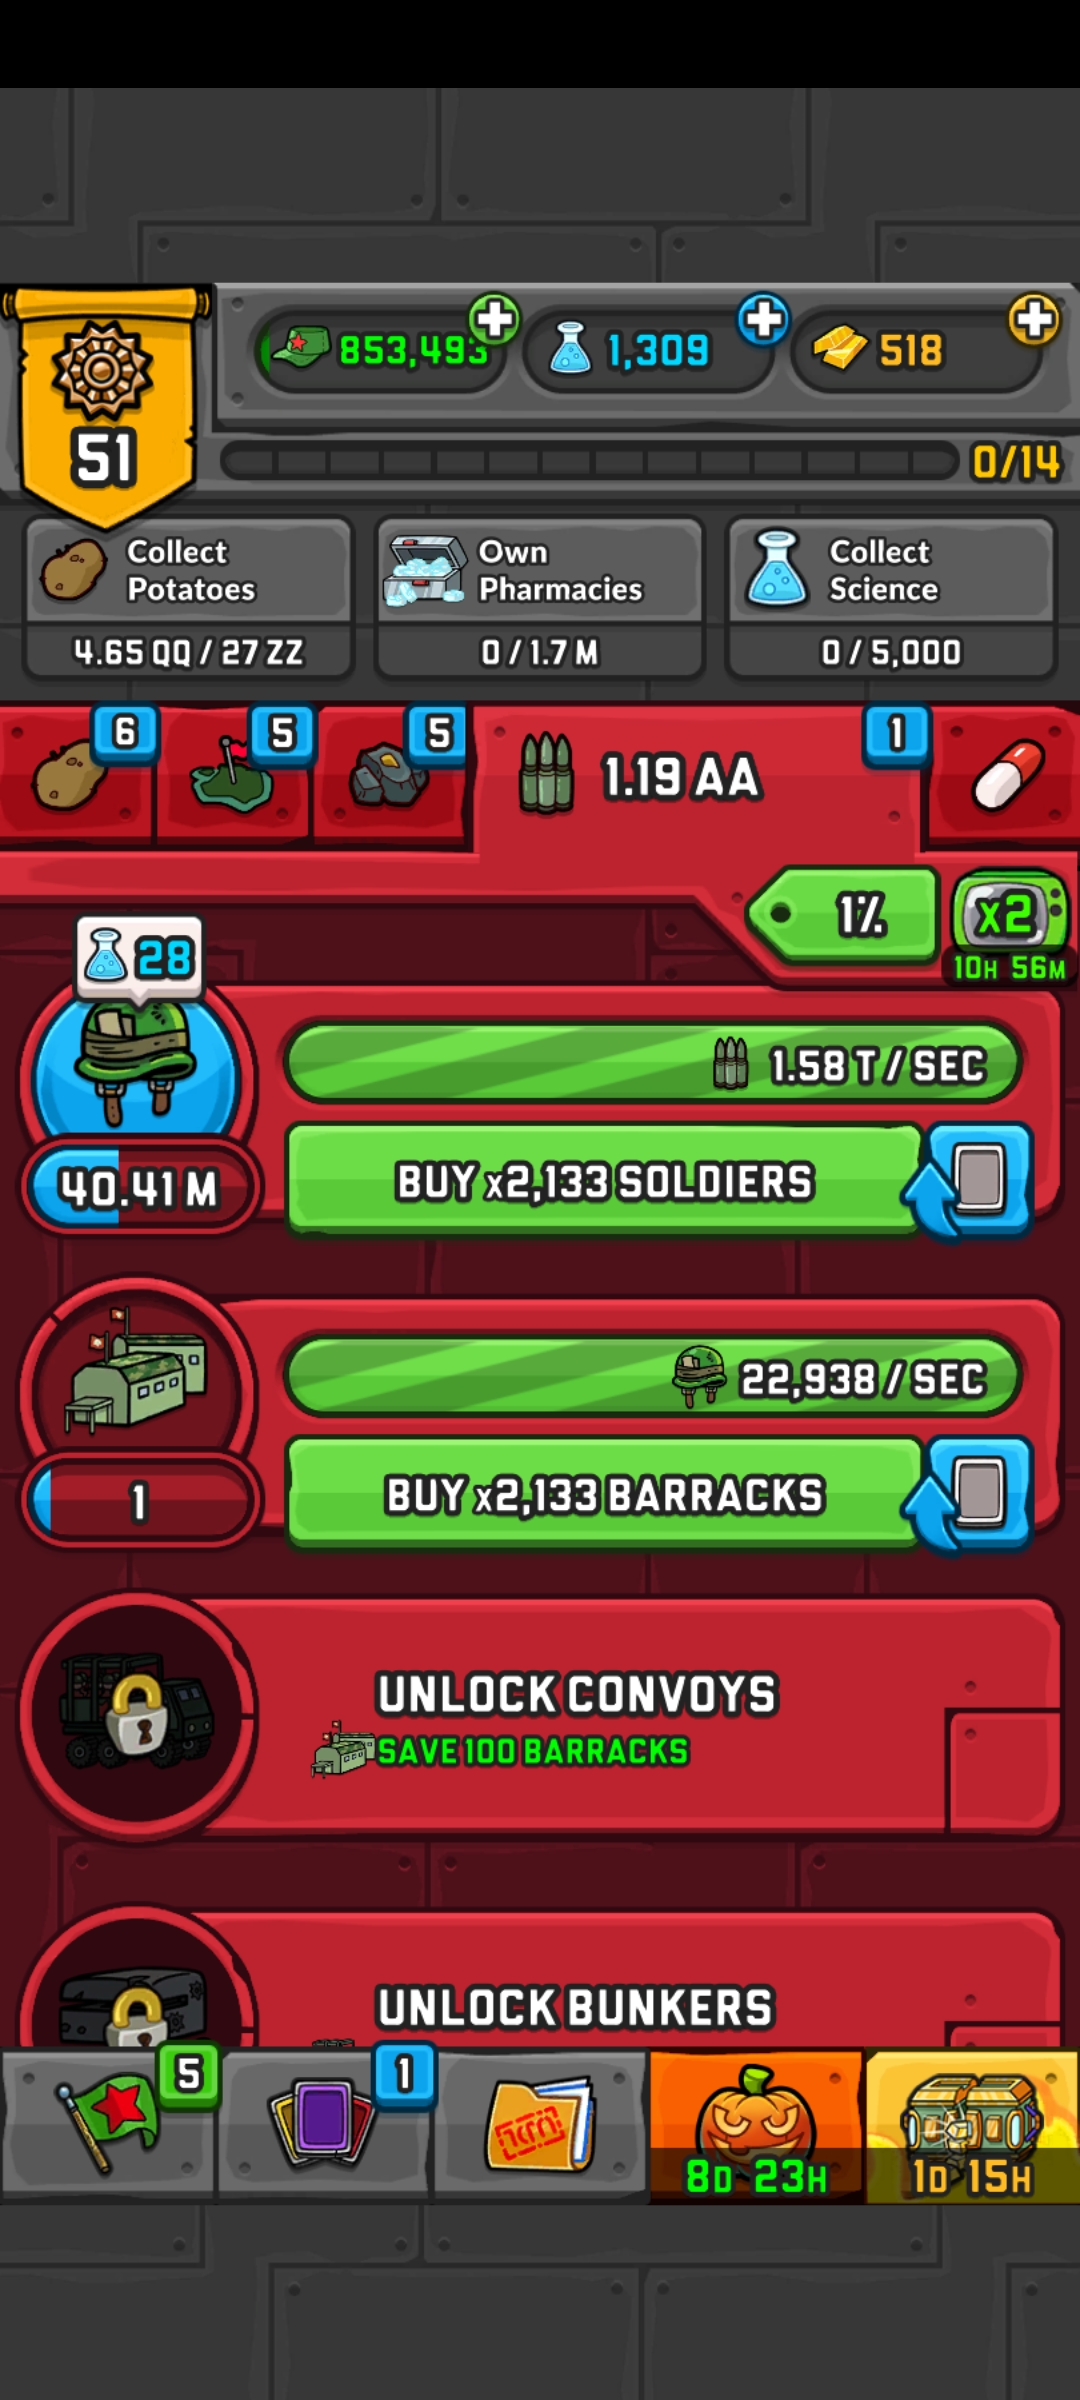 51
853,493
1,309
518
0/14
Collect
Potatoes
4.65 QQ / 27 ZZ
Own
Pharmacies
0 / 1.7 M
Collect
Science
0 / 5,000
6
5
5
1.19 AA
1
1%
x2
10H 56M
28
1.58 T / SEC
40.41 M
BUY x2,133 SOLDIERS
22,938 / SEC
1
BUY x2,133 BARRACKS
UNLOCK CONVOYS
SAVE 100 BARRACKS
UNLOCK BUNKERS
5
1
8D 23H
1D 15H